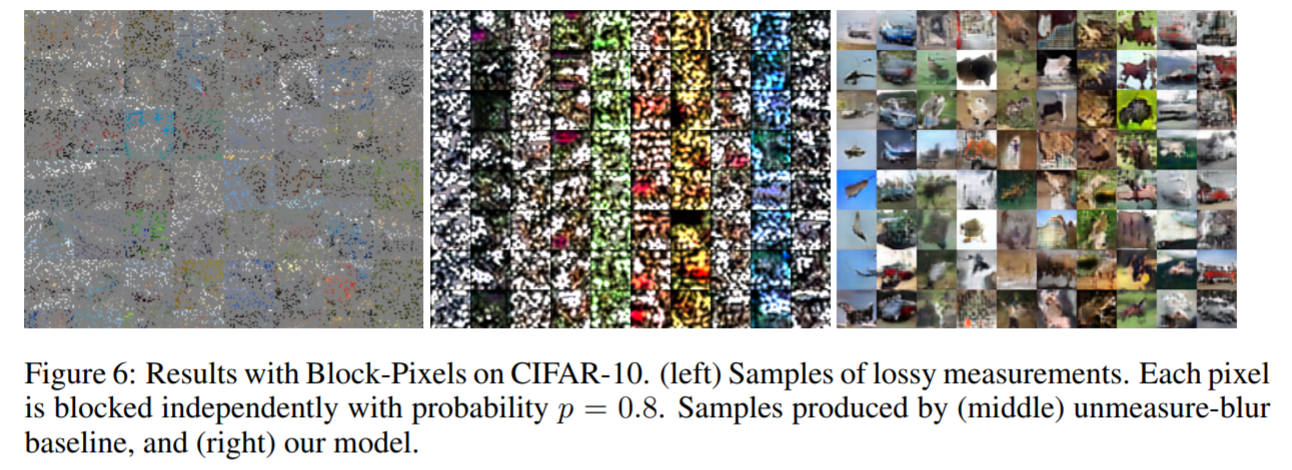 Figure 6: Results with Block-Pixels on CIFAR-10. (left) Samples of lossy measurements. Each pixel
is blocked independently with probability p = 0.8. Samples produced by (middle) unmeasure-blur
baseline, and (right) our model.